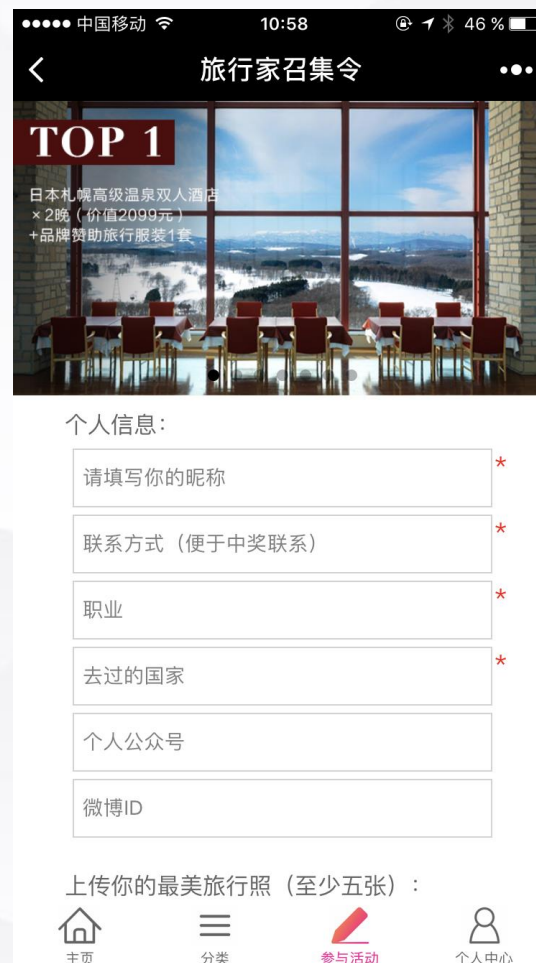 中国移动 10:58 46 %
旅行家召集令
TOP 1
日本札幌高级温泉双人酒店
×2晚（价值2099元）
+品牌赞助旅行服装1套
个人信息：
请填写你的昵称 *
联系方式（便于中奖联系） *
职业 *
去过的国家 *
个人公众号
微博ID
上传你的最美旅行照（至少五张）：
主页 分类 参与活动 个人中心